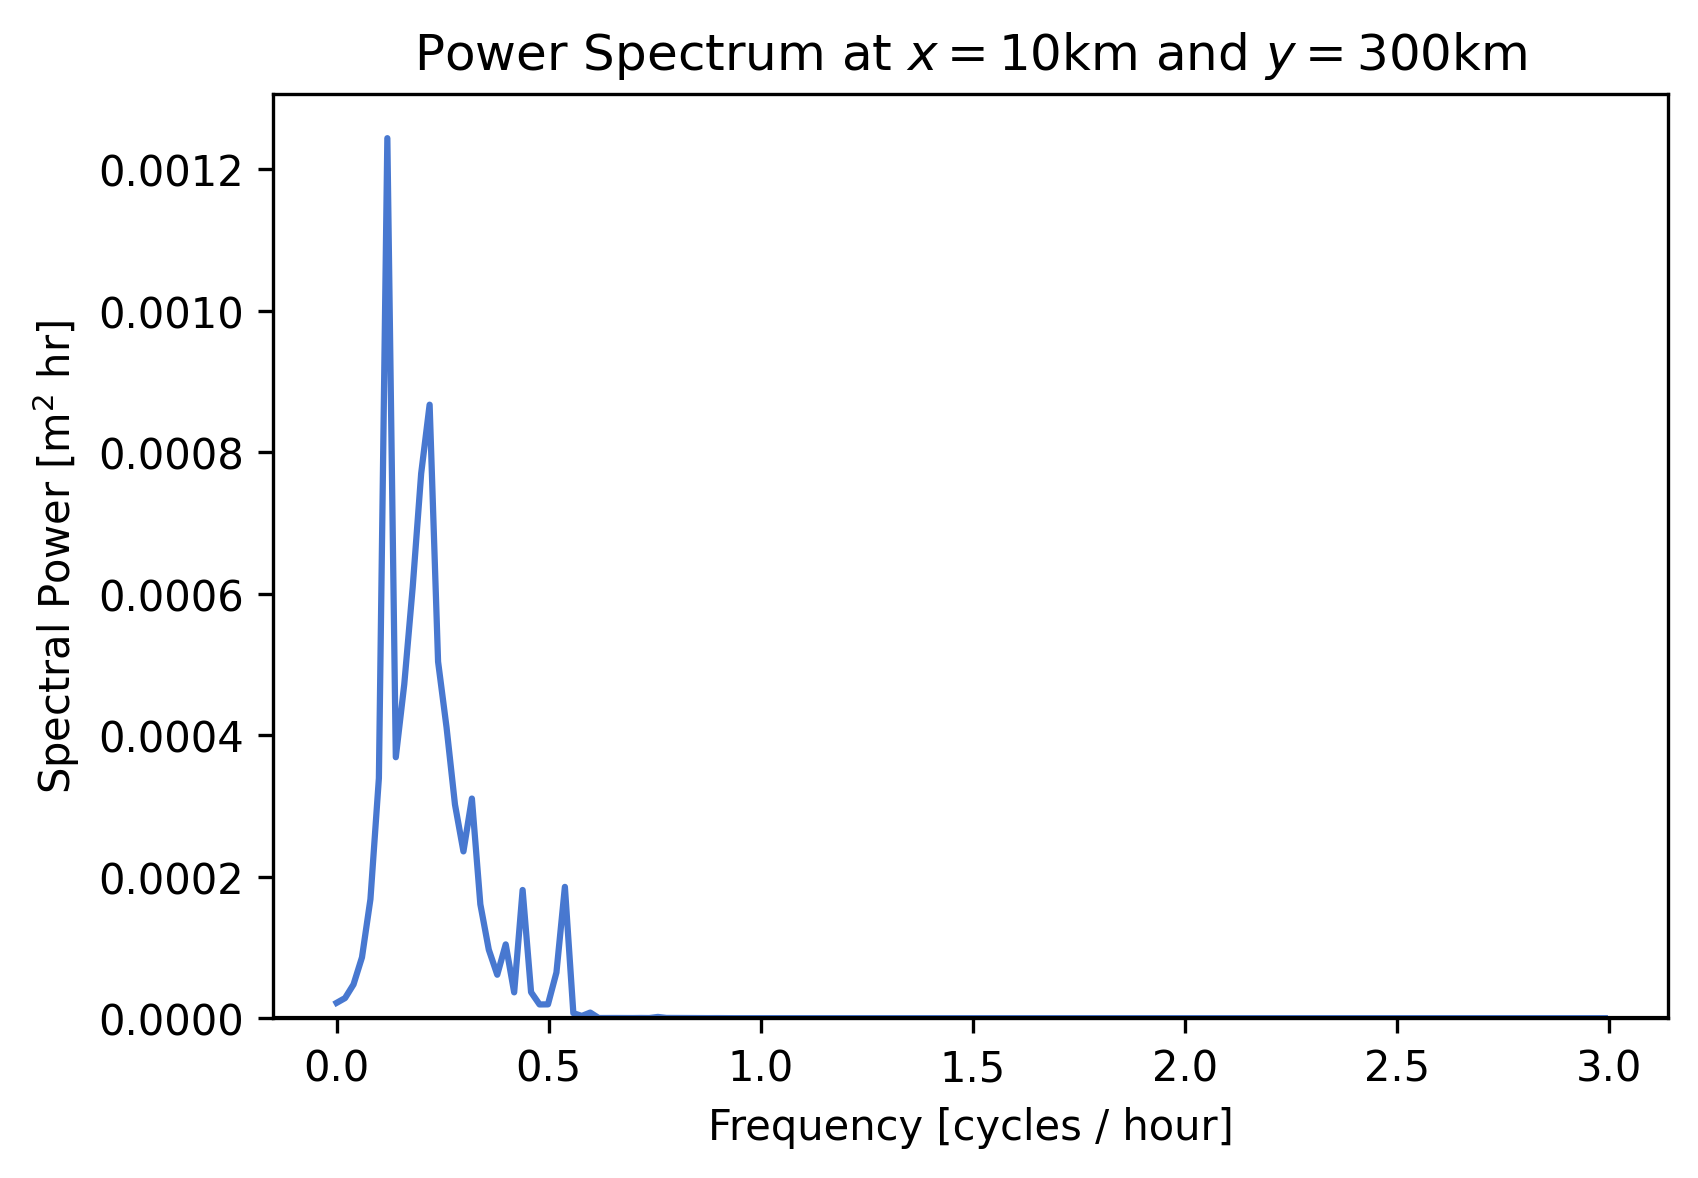 Power Spectrum at x = 10km and y = 300km
Spectral Power [m² hr]
0.0012
0.0010
0.0008
0.0006
0.0004
0.0002
0.0000
0.0 0.5 1.0 1.5 2.0 2.5 3.0
Frequency [cycles / hour]